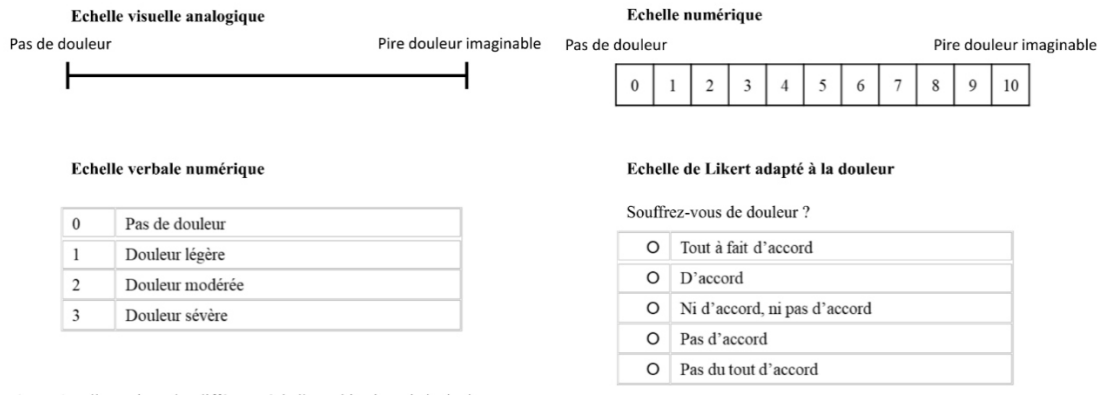 Echelle visuelle analogique
Pas de douleur Pire douleur imaginable
Echelle numérique
Pas de douleur Pire douleur imaginable
0 1 2 3 4 5 6 7 8 9 10
Echelle verbale numérique
0 Pas de douleur
1 Douleur légère
2 Douleur modérée
3 Douleur sévère
Echelle de Likert adapté à la douleur
Souffrez-vous de douleur ?
Tout à fait d'accord
D'accord
Ni d'accord, ni pas d'accord
Pas d'accord
Pas du tout d'accord